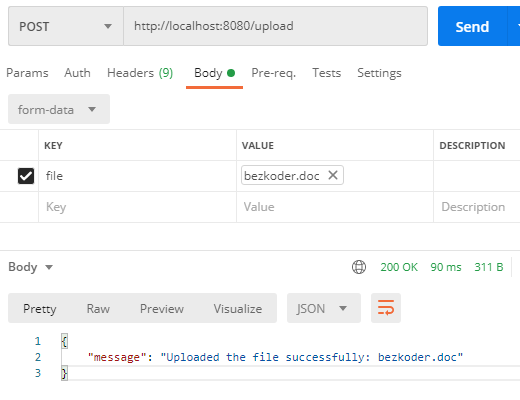 POST http://localhost:8080/upload Send
Params Auth Headers (9) Body Pre-req. Tests Settings
form-data
KEY VALUE DESCRIPTION
file bezkoder.doc
Key Value Description
Body 200 OK 90 ms 311 B
Pretty Raw Preview Visualize JSON
1 {
2 "message": "Uploaded the file successfully: bezkoder.doc"
3 }